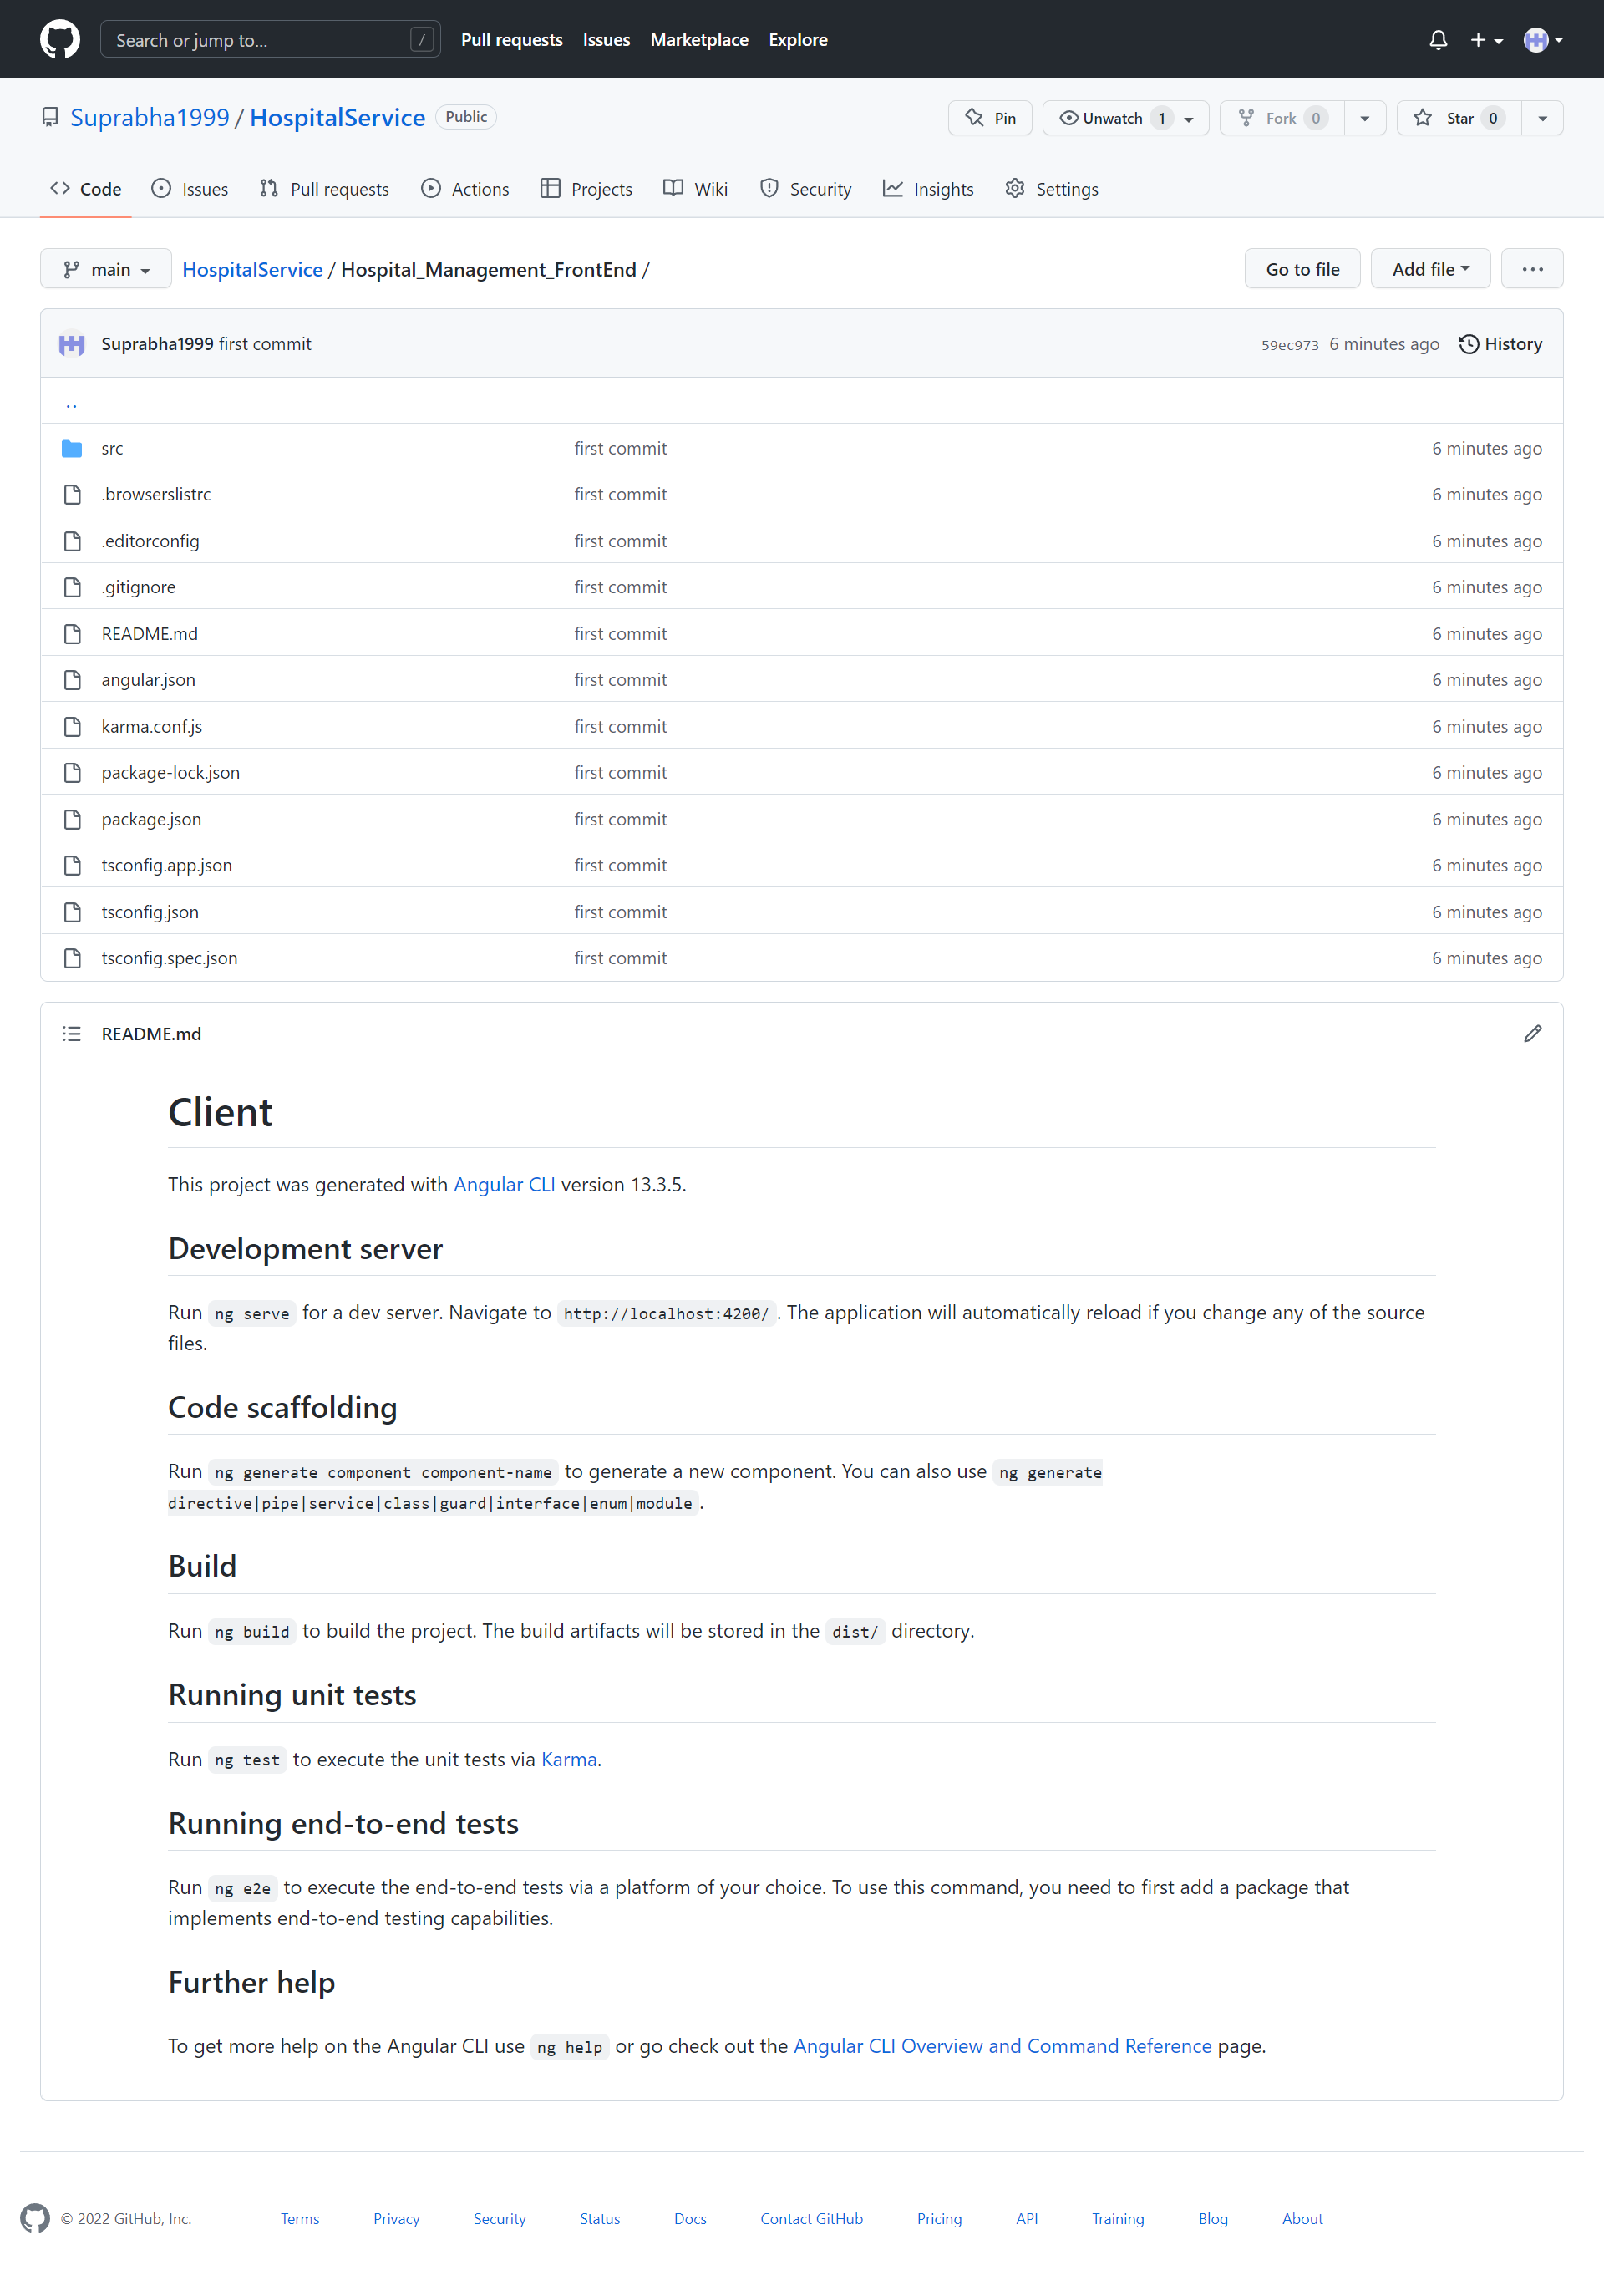 Search or jump to... /
Pull requests Issues Marketplace Explore
Suprabha1999 / HospitalService Public
Pin Unwatch 1 Fork 0 Star 0
Code Issues Pull requests Actions Projects Wiki Security Insights Settings
main HospitalService / Hospital_Management_FrontEnd / Go to file Add file ...
Suprabha1999 first commit 59ec973 6 minutes ago History
..
src first commit 6 minutes ago
.browserslistrc first commit 6 minutes ago
.editorconfig first commit 6 minutes ago
.gitignore first commit 6 minutes ago
README.md first commit 6 minutes ago
angular.json first commit 6 minutes ago
karma.conf.js first commit 6 minutes ago
package-lock.json first commit 6 minutes ago
package.json first commit 6 minutes ago
tsconfig.app.json first commit 6 minutes ago
tsconfig.json first commit 6 minutes ago
tsconfig.spec.json first commit 6 minutes ago
README.md
Client
This project was generated with Angular CLI version 13.3.5.
Development server
Run ng serve for a dev server. Navigate to http://localhost:4200/. The application will automatically reload if you change any of the source
files.
Code scaffolding
Run ng generate component component-name to generate a new component. You can also use ng generate
directive|pipe|service|class|guard|interface|enum|module.
Build
Run ng build to build the project. The build artifacts will be stored in the dist/ directory.
Running unit tests
Run ng test to execute the unit tests via Karma.
Running end-to-end tests
Run ng e2e to execute the end-to-end tests via a platform of your choice. To use this command, you need to first add a package that
implements end-to-end testing capabilities.
Further help
To get more help on the Angular CLI use ng help or go check out the Angular CLI Overview and Command Reference page.
© 2022 GitHub, Inc. Terms Privacy Security Status Docs Contact GitHub Pricing API Training Blog About